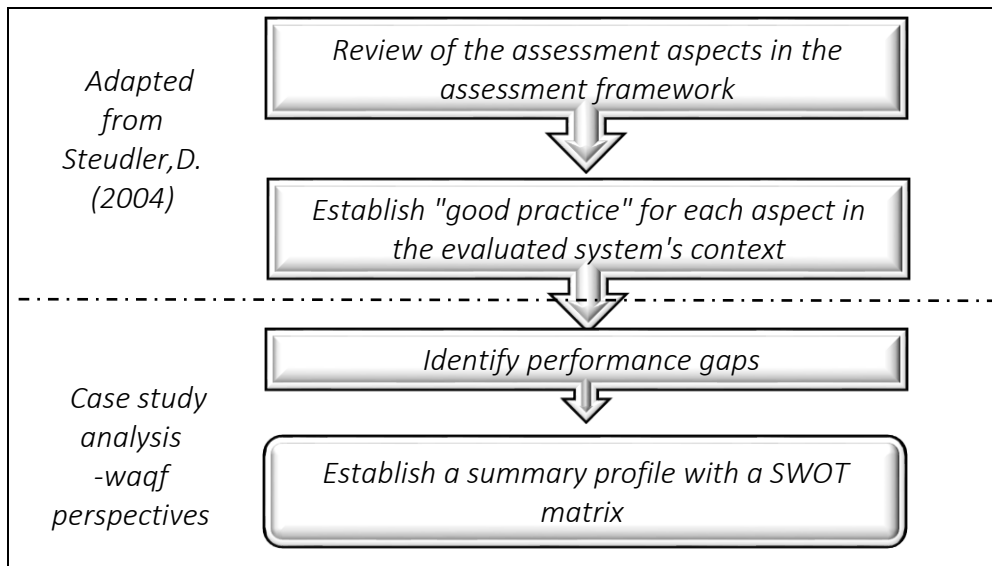 Adapted
from
Steudler,D.
(2004)
Review of the assessment aspects in the
assessment framework
Establish "good practice" for each aspect in
the evaluated system's context
Case study
analysis
-waqf
perspectives
Identify performance gaps
Establish a summary profile with a SWOT
matrix